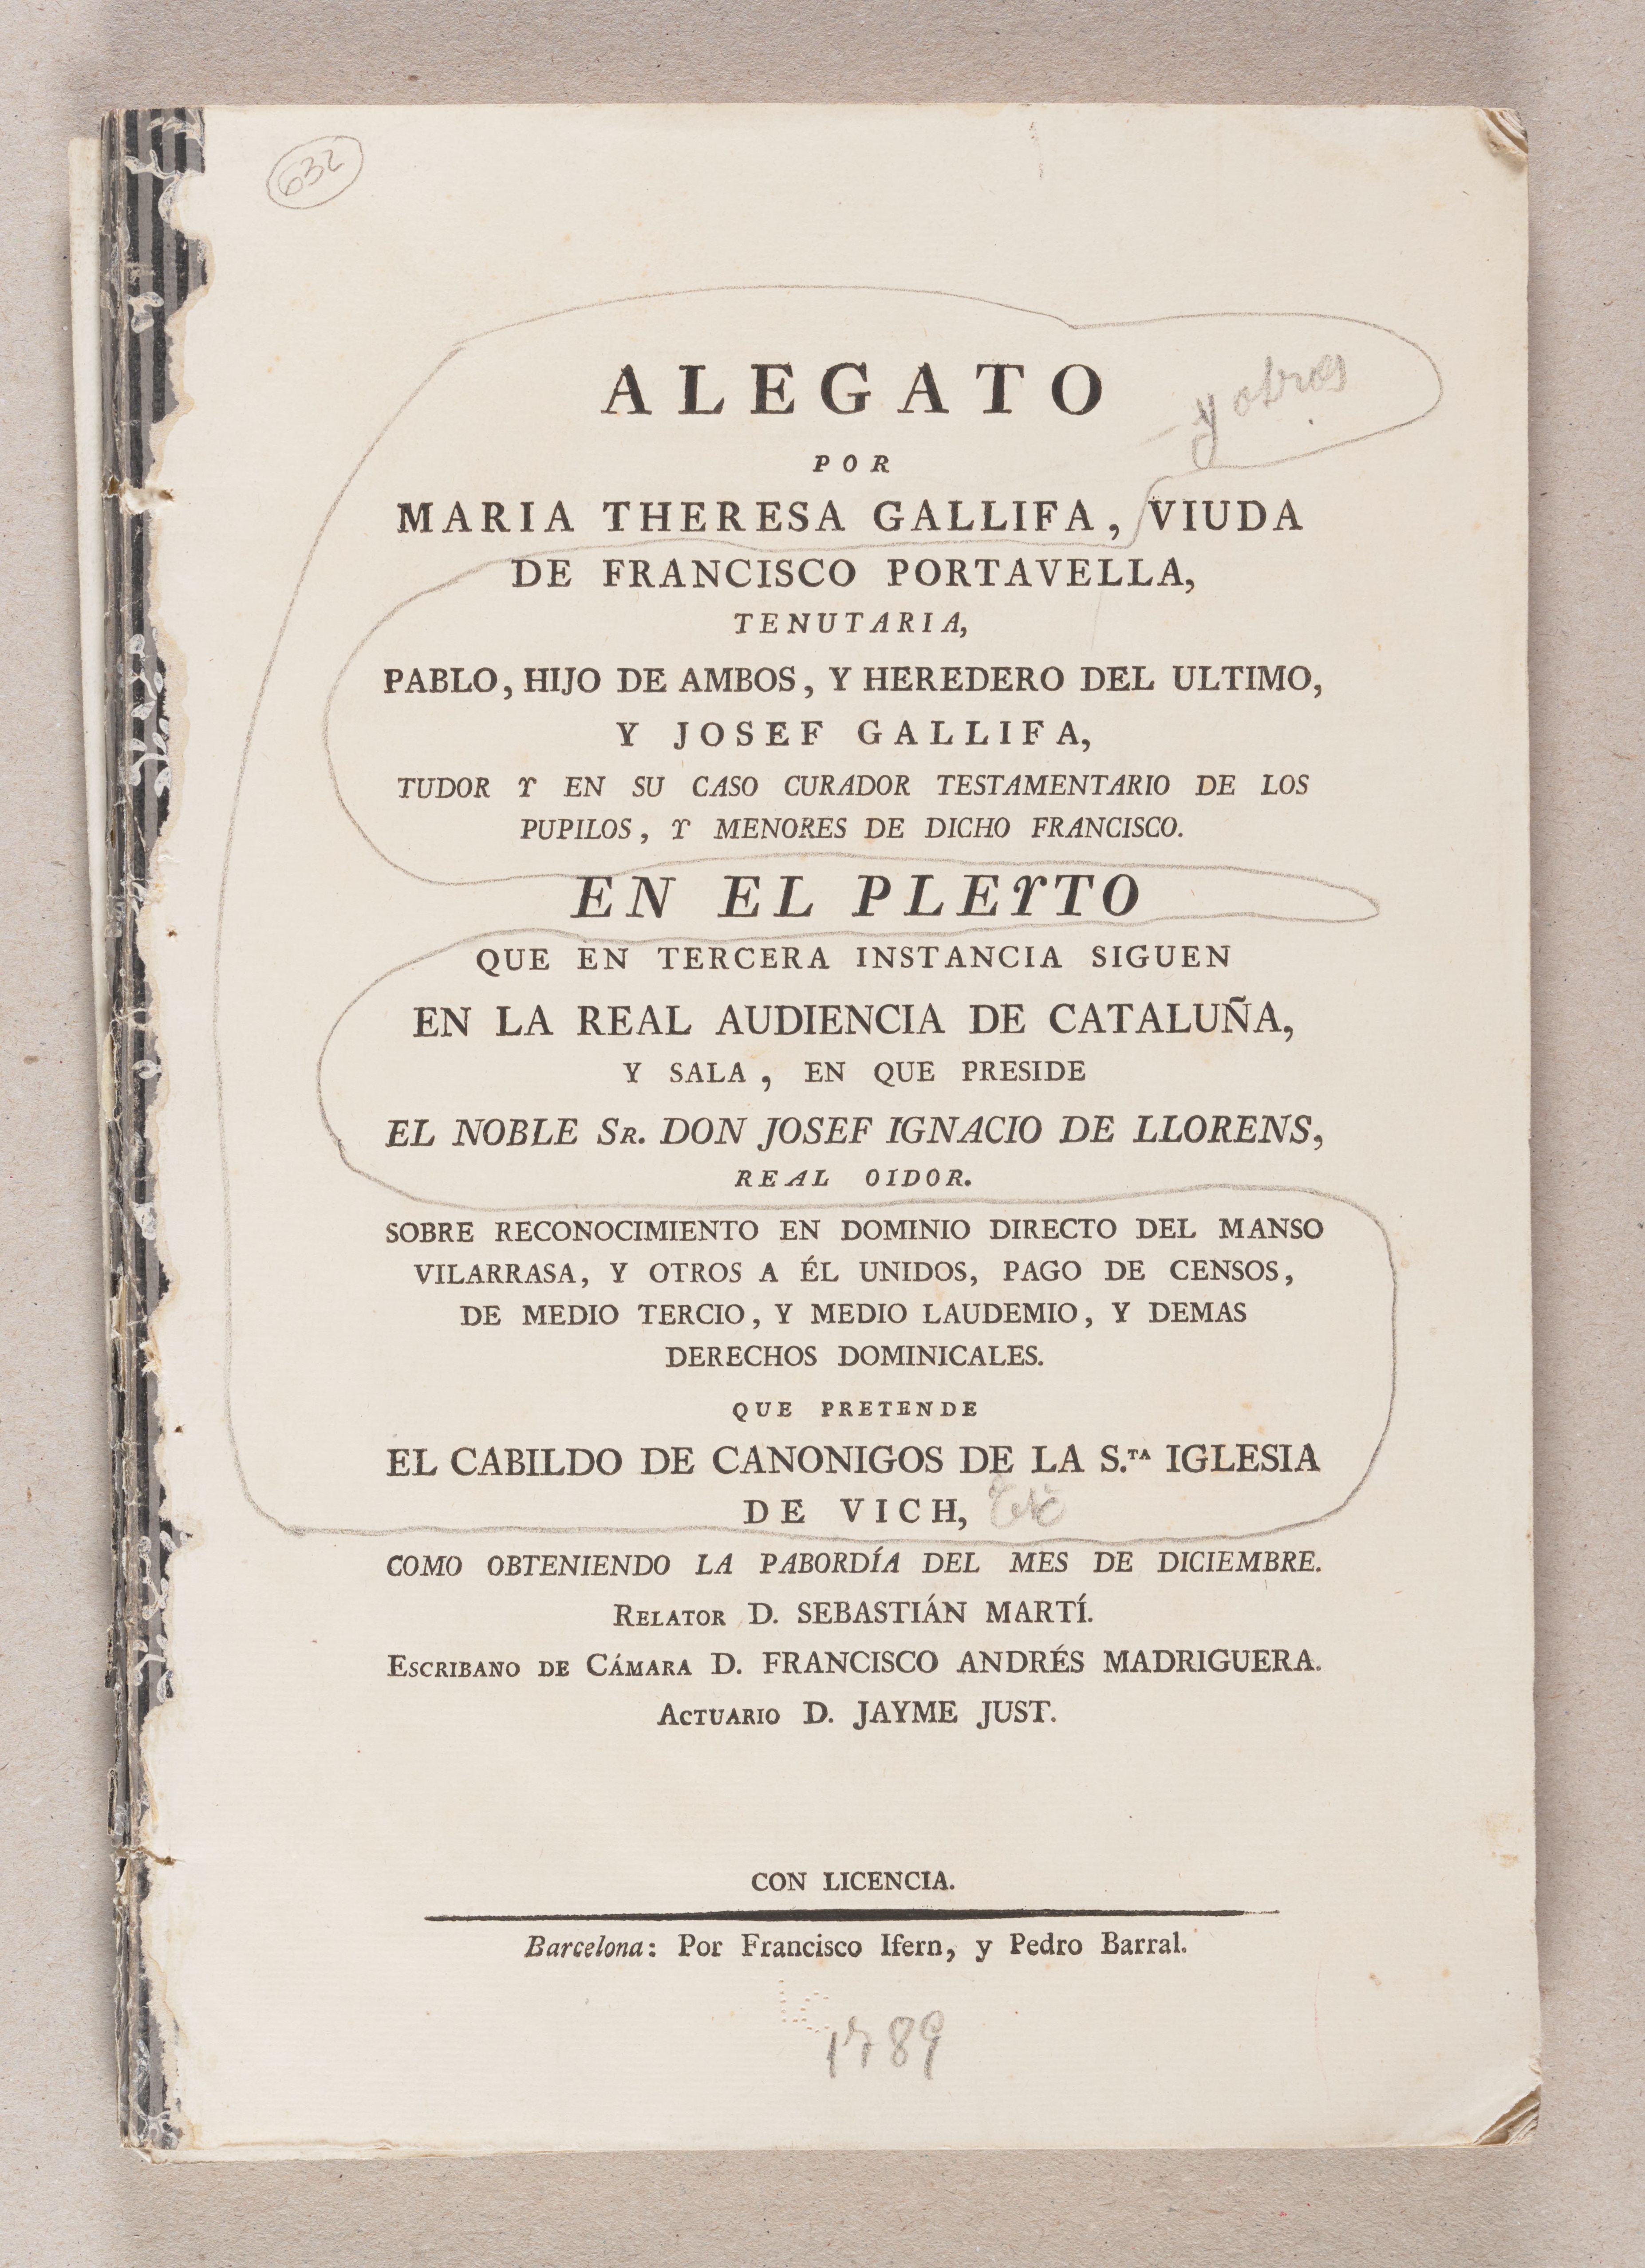 632
ALEGATO
y otros
POR
MARIA THERESA GALLIFA, VIUDA
DE FRANCISCO PORTAVELLA,
TENUTARIA,
PABLO, HIJO DE AMBOS, Y HEREDERO DEL ULTIMO,
Y JOSEF GALLIFA,
TUDOR Y EN SU CASO CURADOR TESTAMENTARIO DE LOS
PUPILOS, Y MENORES DE DICHO FRANCISCO.
EN EL PLEYTO
QUE EN TERCERA INSTANCIA SIGUEN
EN LA REAL AUDIENCIA DE CATALUÑA,
Y SALA, EN QUE PRESIDE
EL NOBLE SR. DON JOSEF IGNACIO DE LLORENS,
REAL OIDOR.
SOBRE RECONOCIMIENTO EN DOMINIO DIRECTO DEL MANSO
VILARRASA, Y OTROS A ÉL UNIDOS, PAGO DE CENSOS,
DE MEDIO TERCIO, Y MEDIO LAUDEMIO, Y DEMAS
DERECHOS DOMINICALES.
QUE PRETENDE
EL CABILDO DE CANONIGOS DE LA S.TA IGLESIA
DE VICH,
COMO OBTENIENDO LA PABORDÍA DEL MES DE DICIEMBRE.
RELATOR D. SEBASTIÁN MARTÍ.
ESCRIBANO DE CÁMARA D. FRANCISCO ANDRÉS MADRIGUERA.
ACTUARIO D. JAYME JUST.
CON LICENCIA.
Barcelona: Por Francisco Ifern, y Pedro Barral.
LC
1789